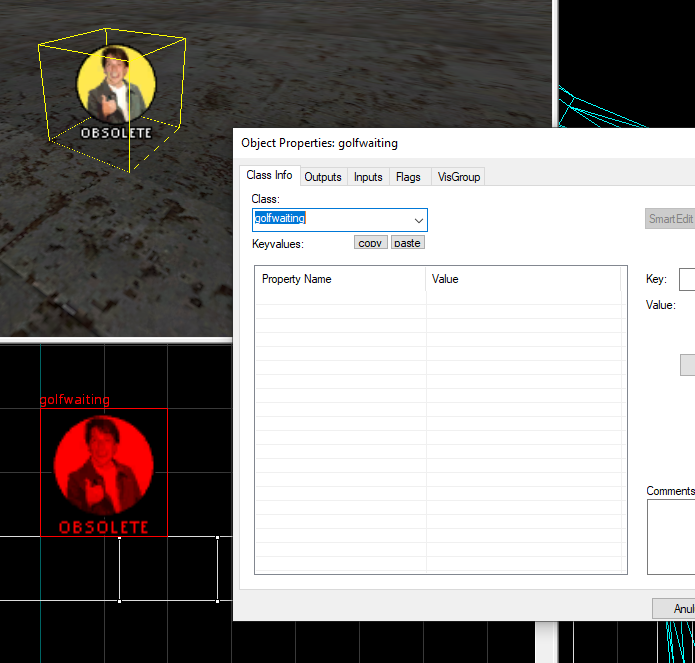 OBSOLETE
Object Properties: golfwaiting
Class Info
Outputs
Inputs
Flags
VisGroup
Class:
golfwaiting
SmartEdit
Keyvalues:
copy
paste
Property Name
Value
Key:
Value:
golfwaiting
OBSOLETE
Comments
Anul